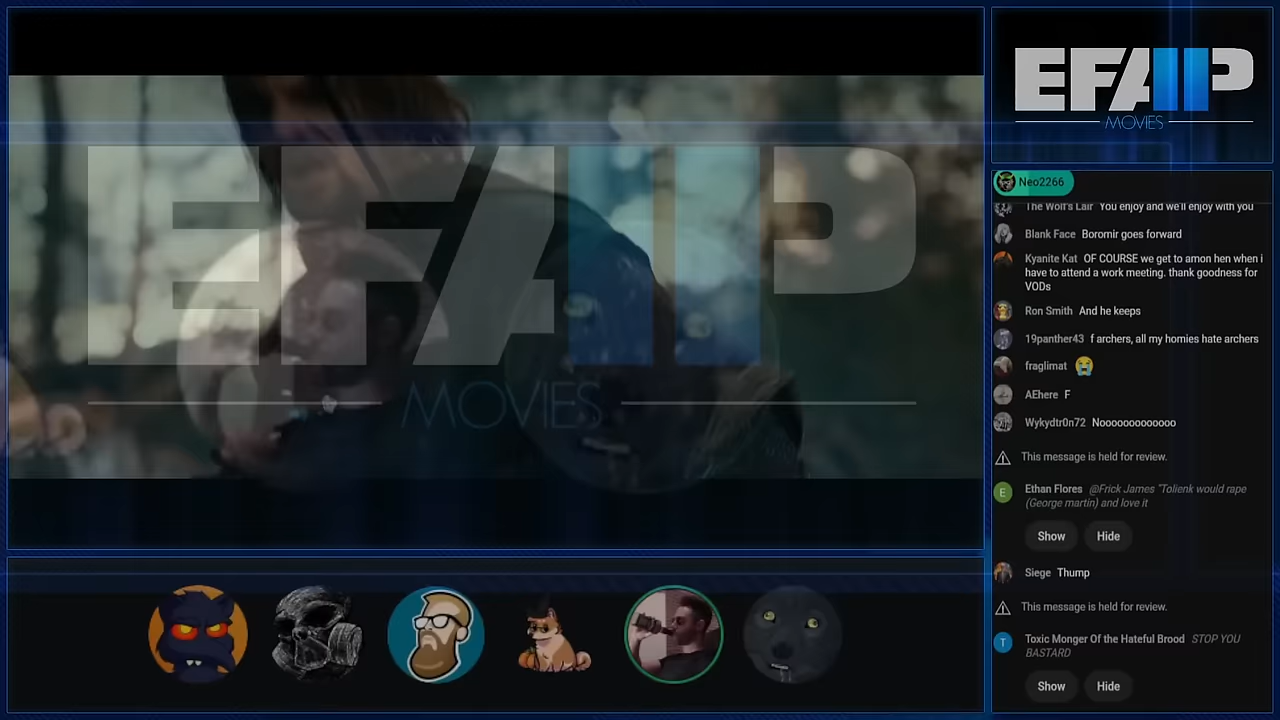 EFAP
MOVIES
EFAP
MOVIES
Neo2266
The Wolf's Lair You enjoy and we'll enjoy with you
Blank Face Boromir goes forward
Kyanite Kat OF COURSE we get to amon hen when i
have to attend a work meeting. thank goodness for
VODs
Ron Smith And he keeps
19panther43 f archers, all my homies hate archers
fraglimat 😭
AEhere F
Wykydtr0n72 Nooooooooooooo
This message is held for review.
E
Ethan Flores @Frick James "Tolienk would rape
(George martin) and love it
Show Hide
Siege Thump
This message is held for review.
T
Toxic Monger Of the Hateful Brood STOP YOU
BASTARD
Show Hide